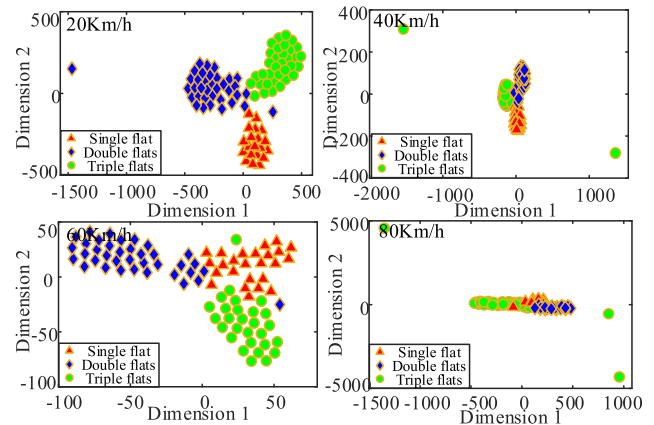 500
20Km/h
0
-500
Dimension 2
Single flat
Double flats
Triple flats
-1500 -1000 -500 0 500
Dimension 1
400
40Km/h
200
0
-200
-400
Dimension 2
Single flat
Double flats
Triple flats
-2000 -1000 0 1000
Dimension 1
50
60Km/h
0
-50
-100
Dimension 2
Single flat
Double flats
Triple flats
-100 -50 0 50
Dimension 1
5000
80Km/h
0
-5000
Dimension 2
Single flat
Double flats
Triple flats
-1500 -1000 -500 0 500 1000
Dimension 1